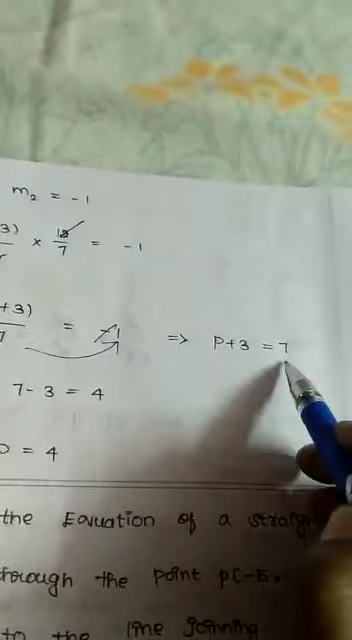 m₂ = -1
3) × 18/7 = -1
+3)/7 = -1 => P+3 = 7
7-3 = 4
= 4
the Equation of a straight
through the point P(-5,
to the line joining